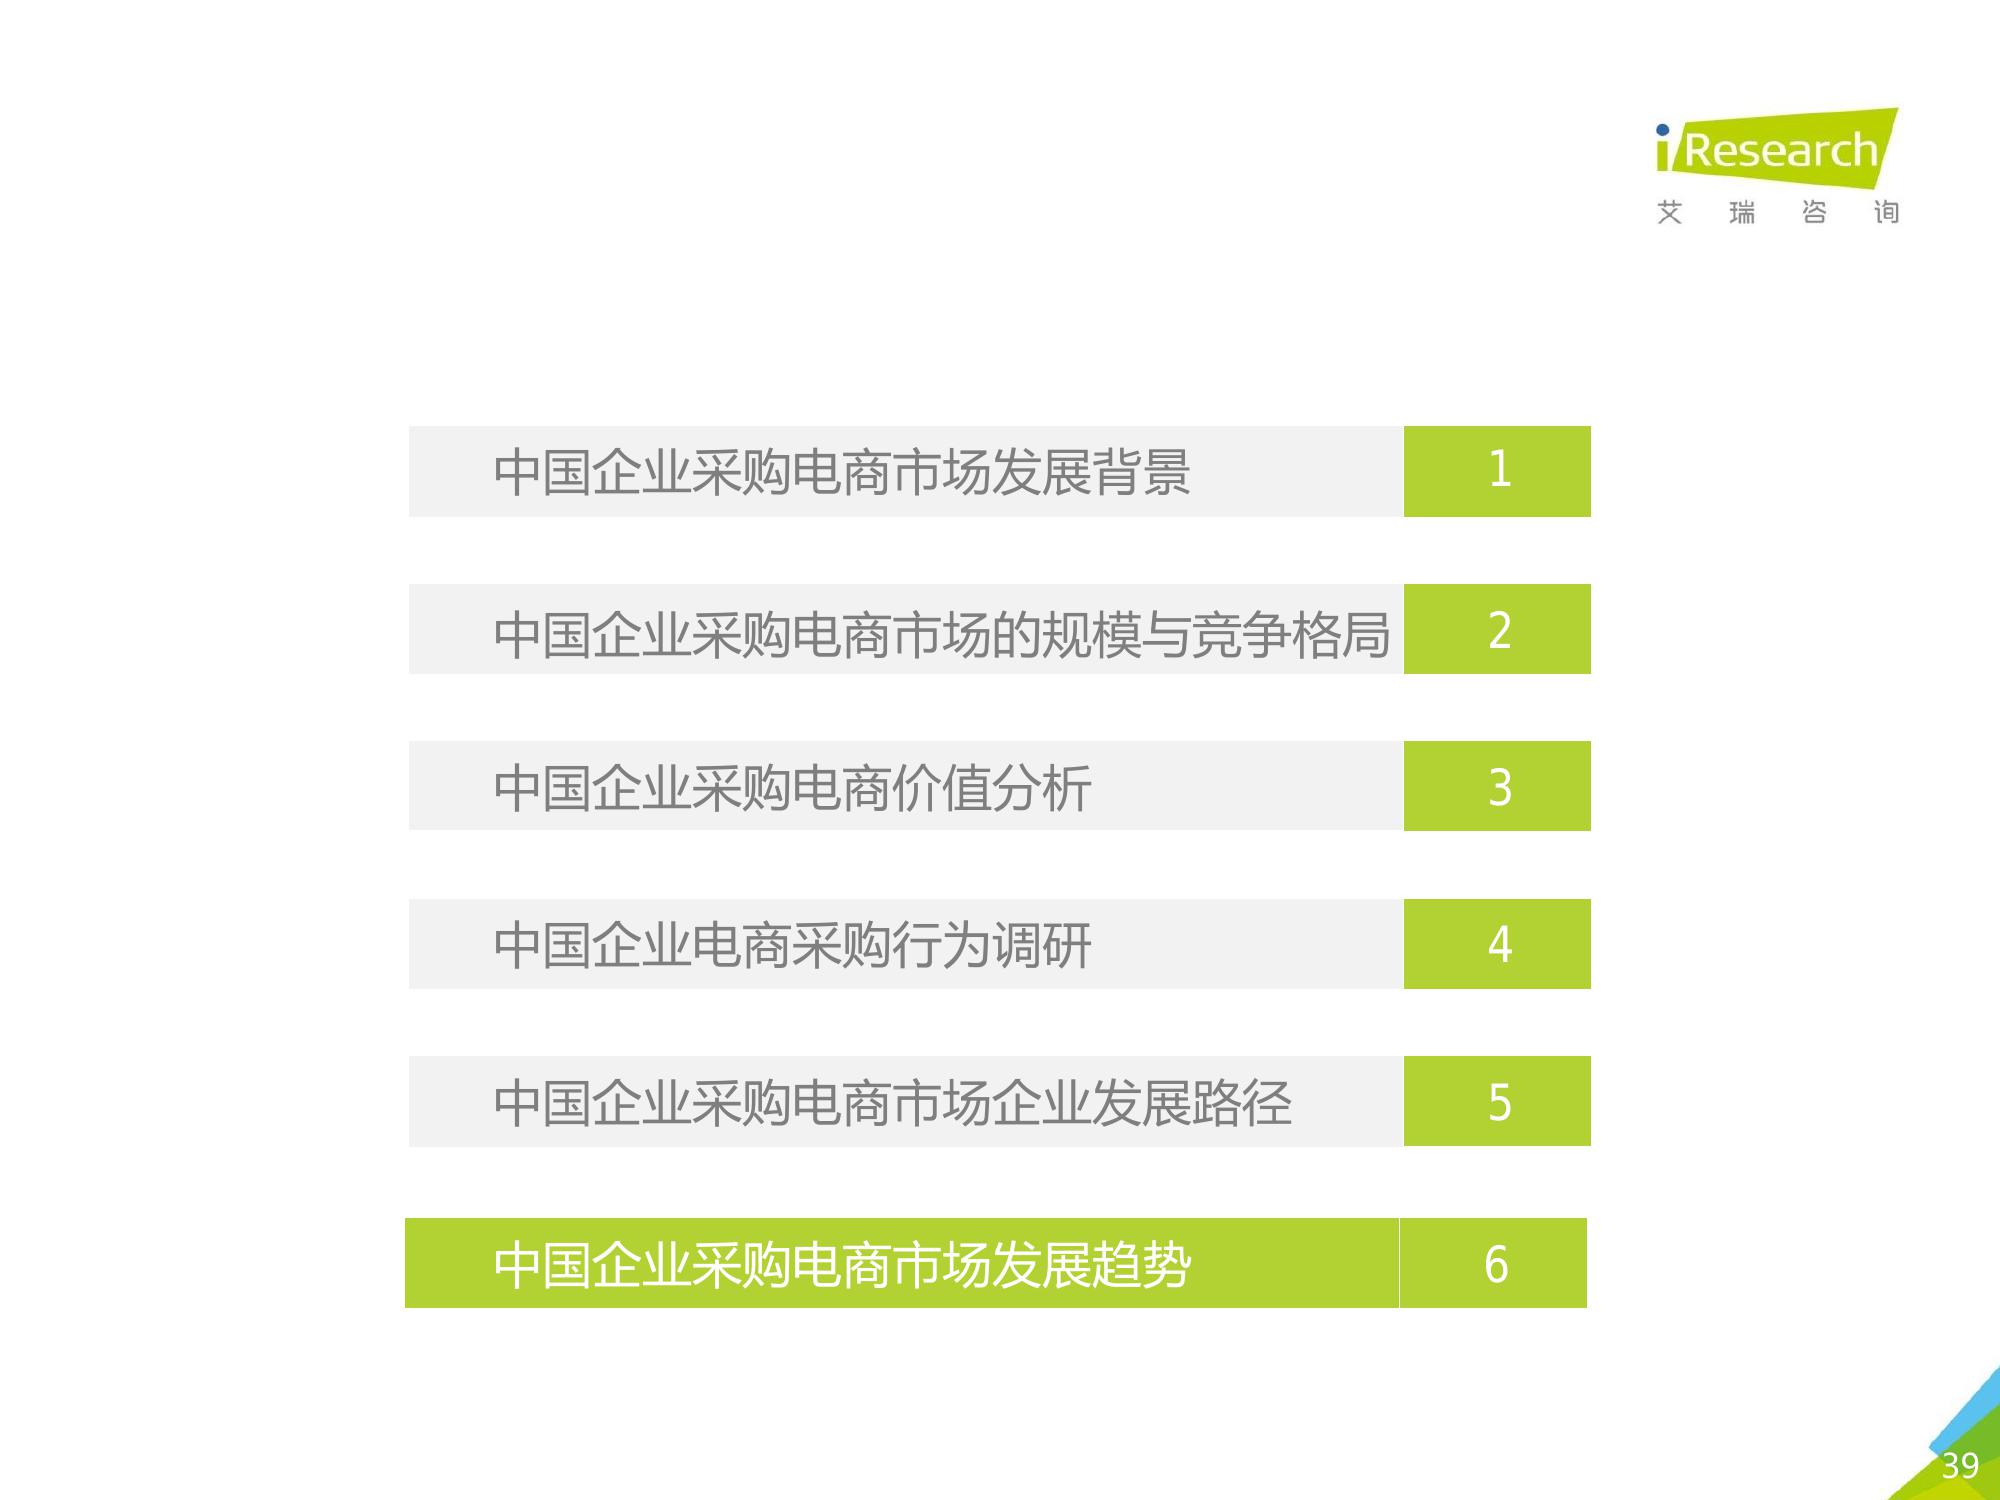 iResearch
艾瑞咨询
中国企业采购电商市场发展背景 1
中国企业采购电商市场的规模与竞争格局 2
中国企业采购电商价值分析 3
中国企业电商采购行为调研 4
中国企业采购电商市场企业发展路径 5
中国企业采购电商市场发展趋势 6
39